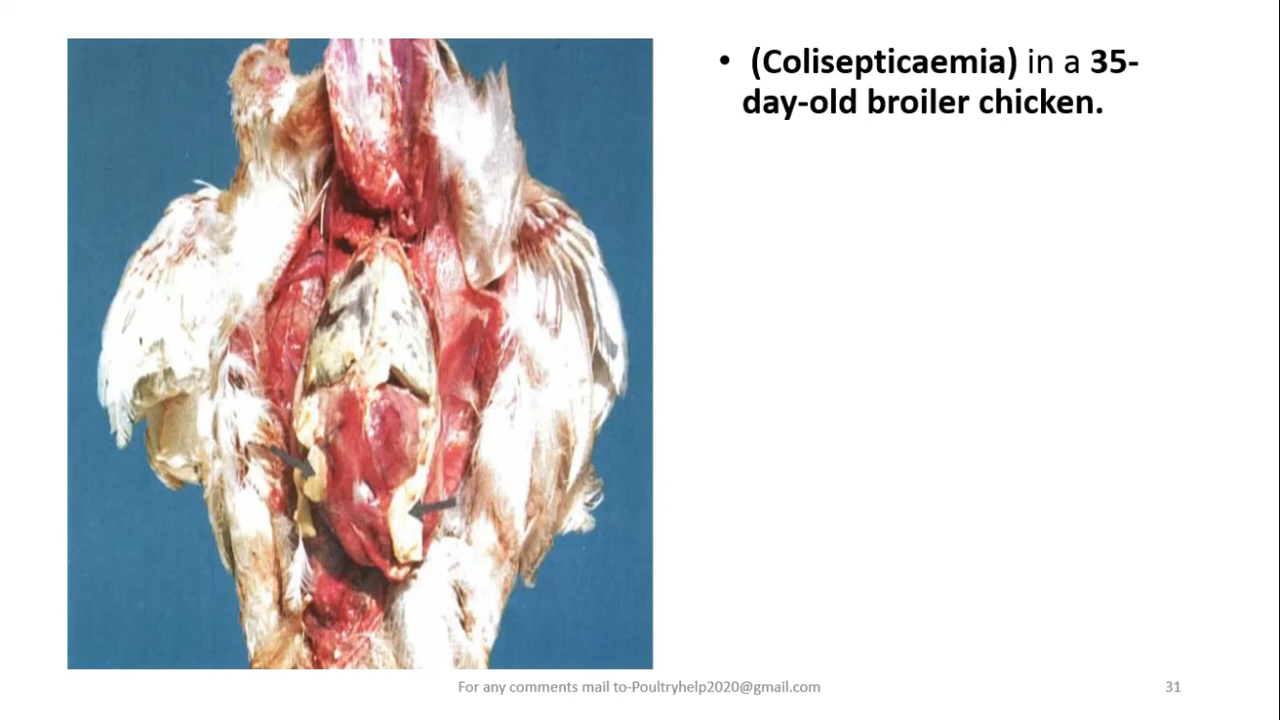 • (Colisepticaemia) in a 35-
day-old broiler chicken.
For any comments mail to-Poultryhelp2020@gmail.com
31